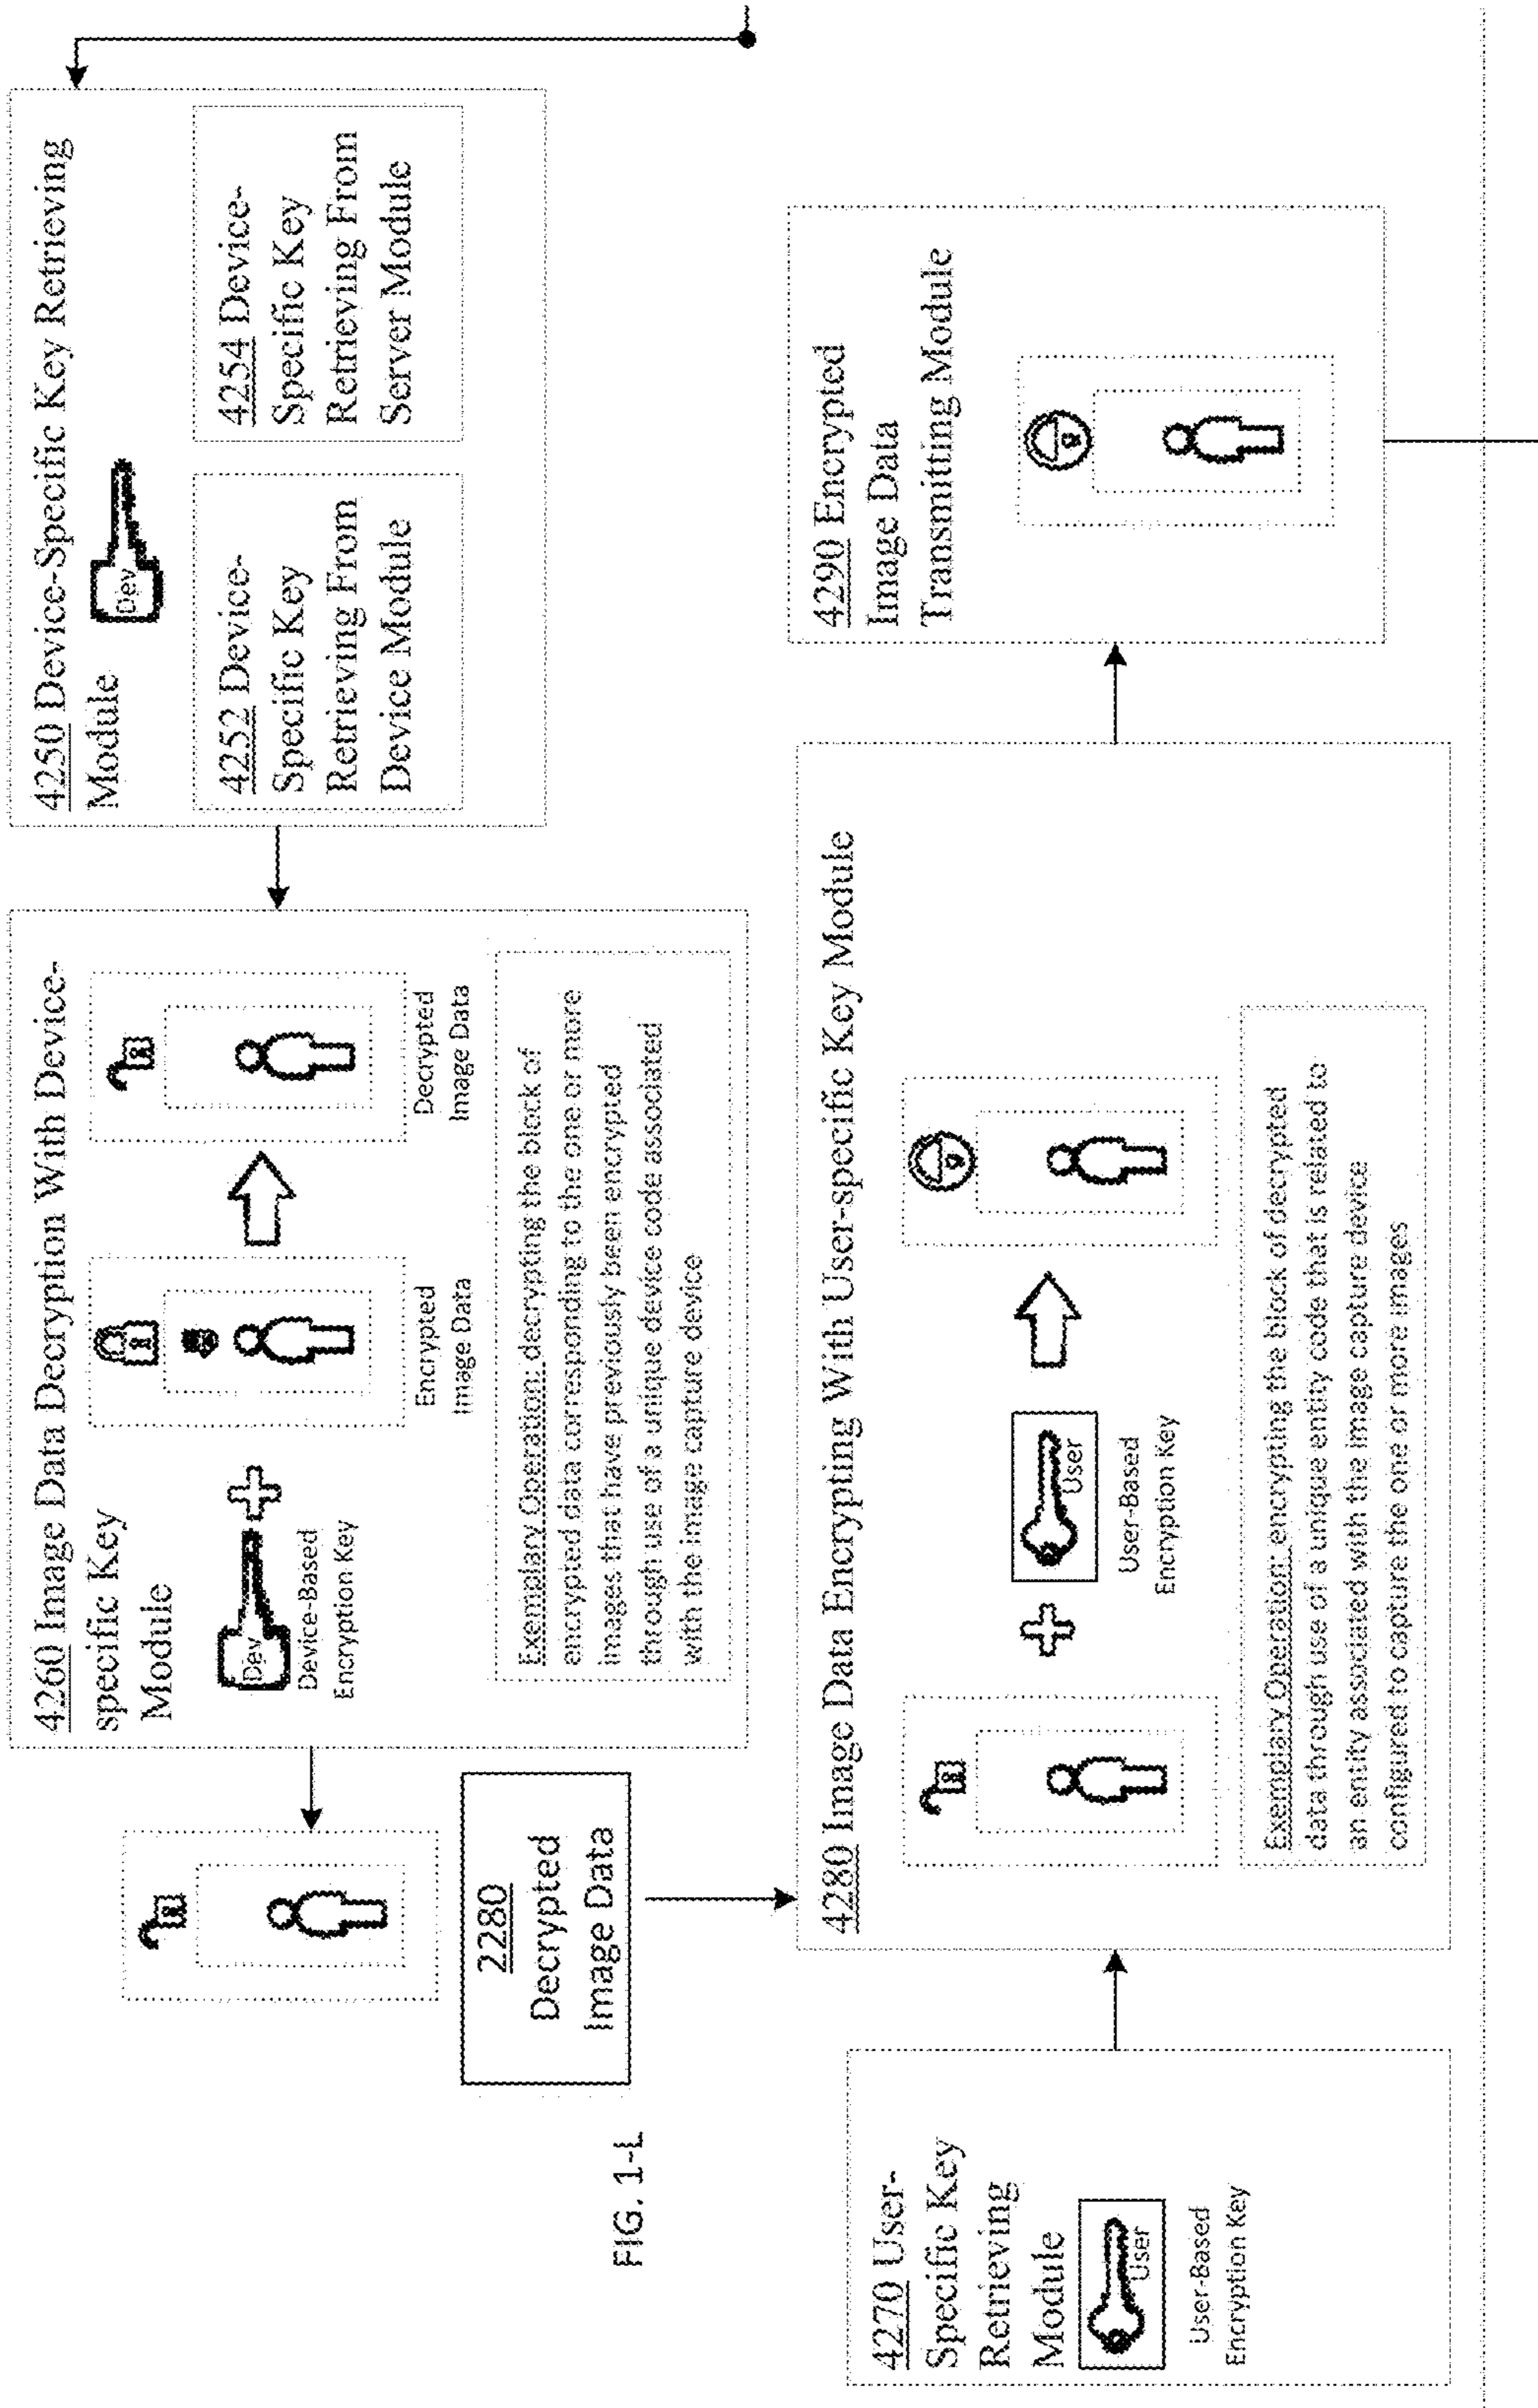 4250 Device-Specific Key Retrieving
Module
Dev
4252 Device-
Specific Key
Retrieving From
Device Module
4254 Device-
Specific Key
Retrieving From
Server Module
4260 Image Data Decryption With Device-
specific Key
Module
Dev
Device-Based
Encryption Key
Encrypted
Image Data
Decrypted
Image Data
Exemplary Operation: decrypting the block of
encrypted data corresponding to the one or more
images that have previously been encrypted
through use of a unique device code associated
with the image capture device
2280
Decrypted
Image Data
FIG. 1-L
4270 User-
Specific Key
Retrieving
Module
User
User-Based
Encryption Key
4280 Image Data Encrypting With User-specific Key Module
User
User-Based
Encryption Key
Exemplary Operation: encrypting the block of decrypted
data through use of a unique entity code that is related to
an entity associated with the image capture device
configured to capture the one or more images
4290 Encrypted
Image Data
Transmitting Module